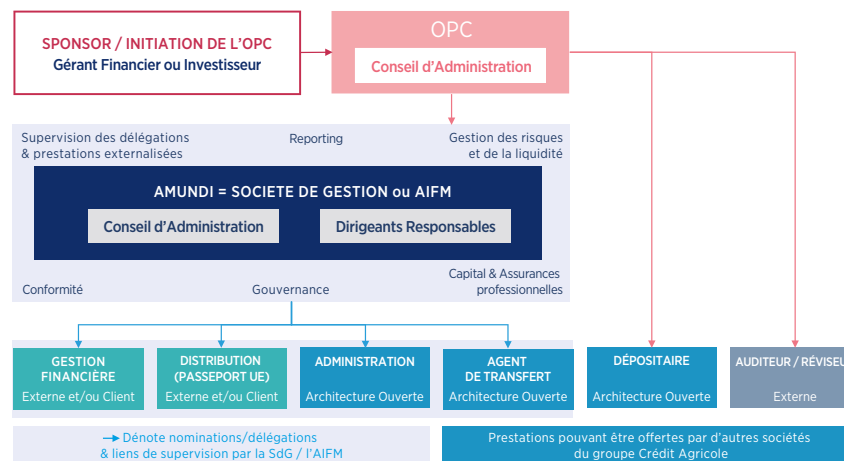 SPONSOR / INITIATION DE L'OPC
Gérant Financier ou Investisseur
OPC
Conseil d'Administration
Supervision des délégations
& prestations externalisées
Reporting
Gestion des risques
et de la liquidité
AMUNDI = SOCIETE DE GESTION ou AIFM
Conseil d'Administration
Dirigeants Responsables
Conformité
Gouvernance
Capital & Assurances
professionnelles
GESTION
FINANCIÈRE
Externe et/ou Client
DISTRIBUTION
(PASSEPORT UE)
Externe et/ou Client
ADMINISTRATION
Architecture Ouverte
AGENT
DE TRANSFERT
Architecture Ouverte
DÉPOSITAIRE
Architecture Ouverte
AUDITEUR / RÉVISEU
Externe
Dénote nominations/délégations
& liens de supervision par la SdG / l'AIFM
Prestations pouvant être offertes par d'autres sociétés
du groupe Crédit Agricole